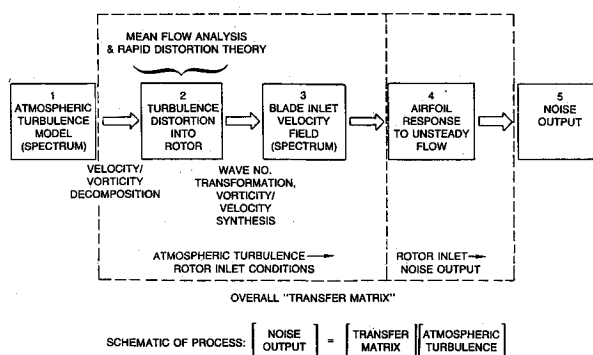 MEAN FLOW ANALYSIS
& RAPID DISTORTION THEORY
1
ATMOSPHERIC
TURBULENCE
MODEL
(SPECTRUM)
2
TURBULENCE
DISTORTION
INTO
ROTOR
3
BLADE INLET
VELOCITY
FIELD
(SPECTRUM)
4
AIRFOIL
RESPONSE
TO UNSTEADY
FLOW
5
NOISE
OUTPUT
VELOCITY/
VORTICITY
DECOMPOSITION
WAVE NO.
TRANSFORMATION,
VORTICITY/
VELOCITY
SYNTHESIS
ATMOSPHERIC TURBULENCE
ROTOR INLET CONDITIONS
ROTOR INLET
NOISE OUTPUT
OVERALL "TRANSFER MATRIX"
SCHEMATIC OF PROCESS: [NOISE OUTPUT] = [TRANSFER MATRIX] [ATMOSPHERIC TURBULENCE]